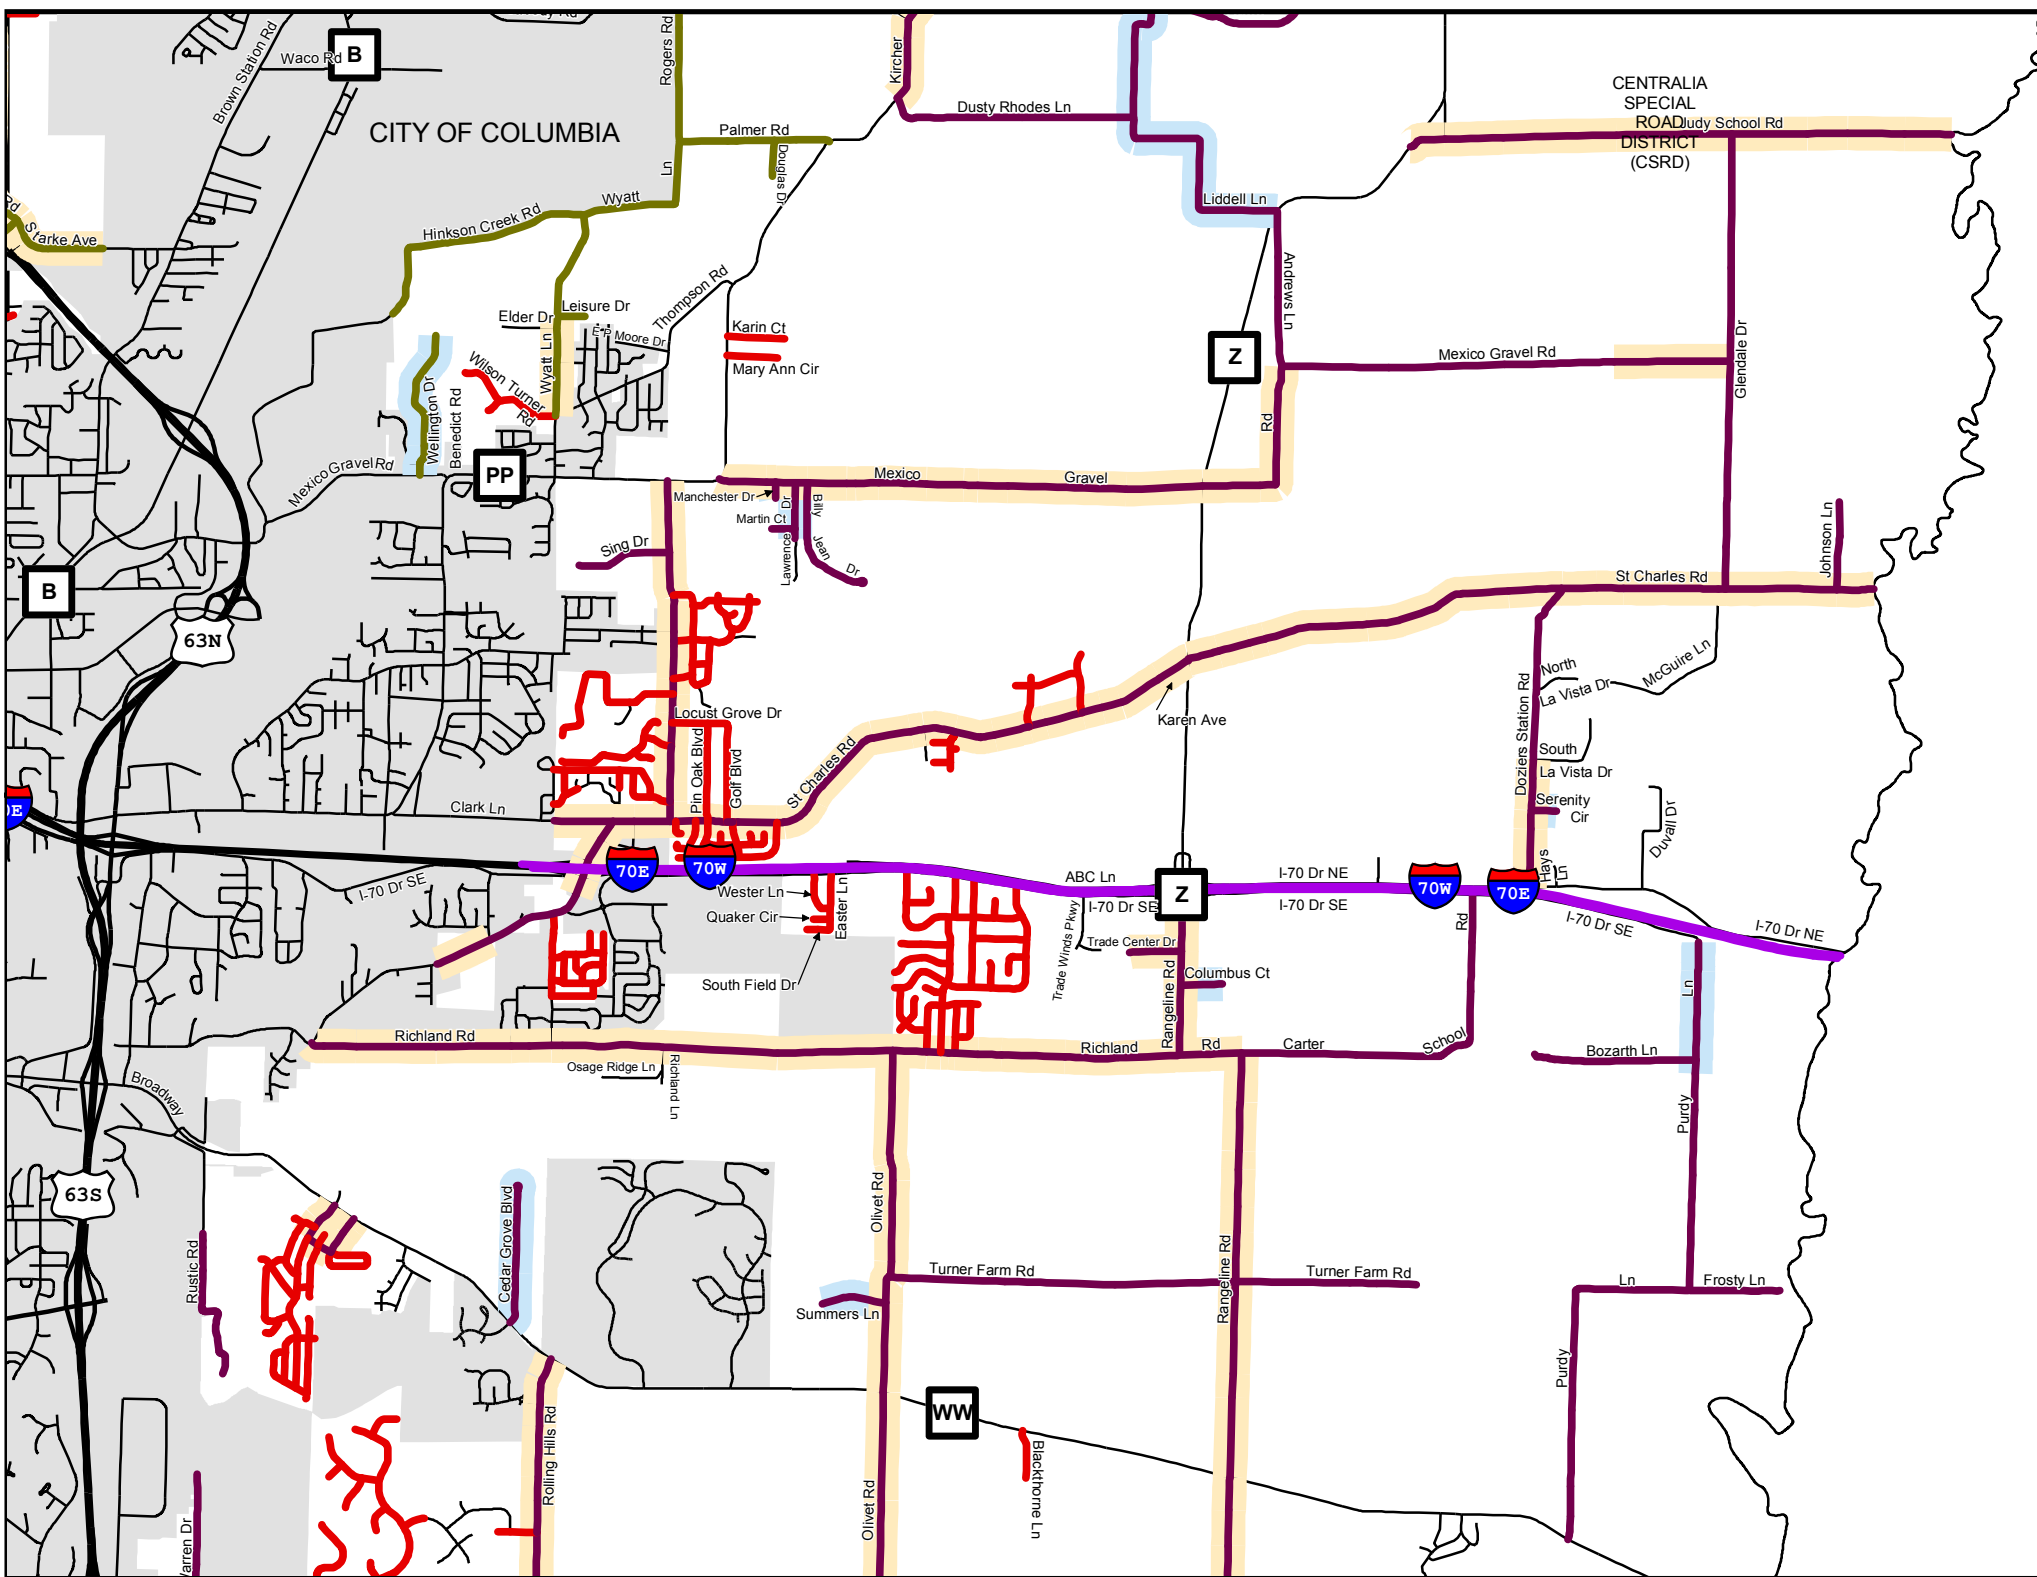 Rogers Rd
Brown Station Rd
Waco Rd
B
Kircher
CENTRALIA
SPECIAL
ROAD
DISTRICT
(CSRD)
Judy School Rd
Dusty Rhodes Ln
CITY OF COLUMBIA
Palmer Rd
Douglas Dr
Ln
Wyatt
Hinkson Creek Rd
Liddell Ln
Rd
Starke Ave
Andrews Ln
Thompson Rd
Leisure Dr
Elder Dr
E P Moore Dr
Wyatt Ln
Karin Ct
Mary Ann Cir
Wilson Turner
Rd
Z
Mexico Gravel Rd
Glendale Dr
Wellington Dr
Benedict Rd
Rd
Mexico Gravel Rd
PP
Mexico
Gravel
Manchester Dr
Martin Ct
Lawrence
Dr
Billy
Jean
Dr
Sing Dr
Johnson Ln
St Charles Rd
B
63N
North
La Vista Dr
McGuire Ln
Doziers Station Rd
Locust Grove Dr
Karen Ave
Pin Oak Blvd
Golf Blvd
St Charles Rd
South
La Vista Dr
Serenity
Cir
Duvall Dr
Clark Ln
Hays
Ln
70E
70W
I-70 Dr SE
Wester Ln
Quaker Cir
Easter Ln
South Field Dr
ABC Ln
I-70 Dr SE
Z
I-70 Dr NE
I-70 Dr SE
70W
70E
Rd
I-70 Dr SE
I-70 Dr NE
Trade Winds Pkwy
Trade Center Dr
Columbus Ct
Rangeline Rd
Ln
Richland Rd
Richland
Rd
Carter
School
Bozarth Ln
Osage Ridge Ln
Richland Ln
Broadway
Purdy
63S
Cedar Grove Blvd
Olivet Rd
Rustic Rd
Rangeline Rd
Turner Farm Rd
Turner Farm Rd
Ln
Frosty Ln
Summers Ln
Purdy
WW
Rolling Hills Rd
Olivet Rd
Blackthorne Ln